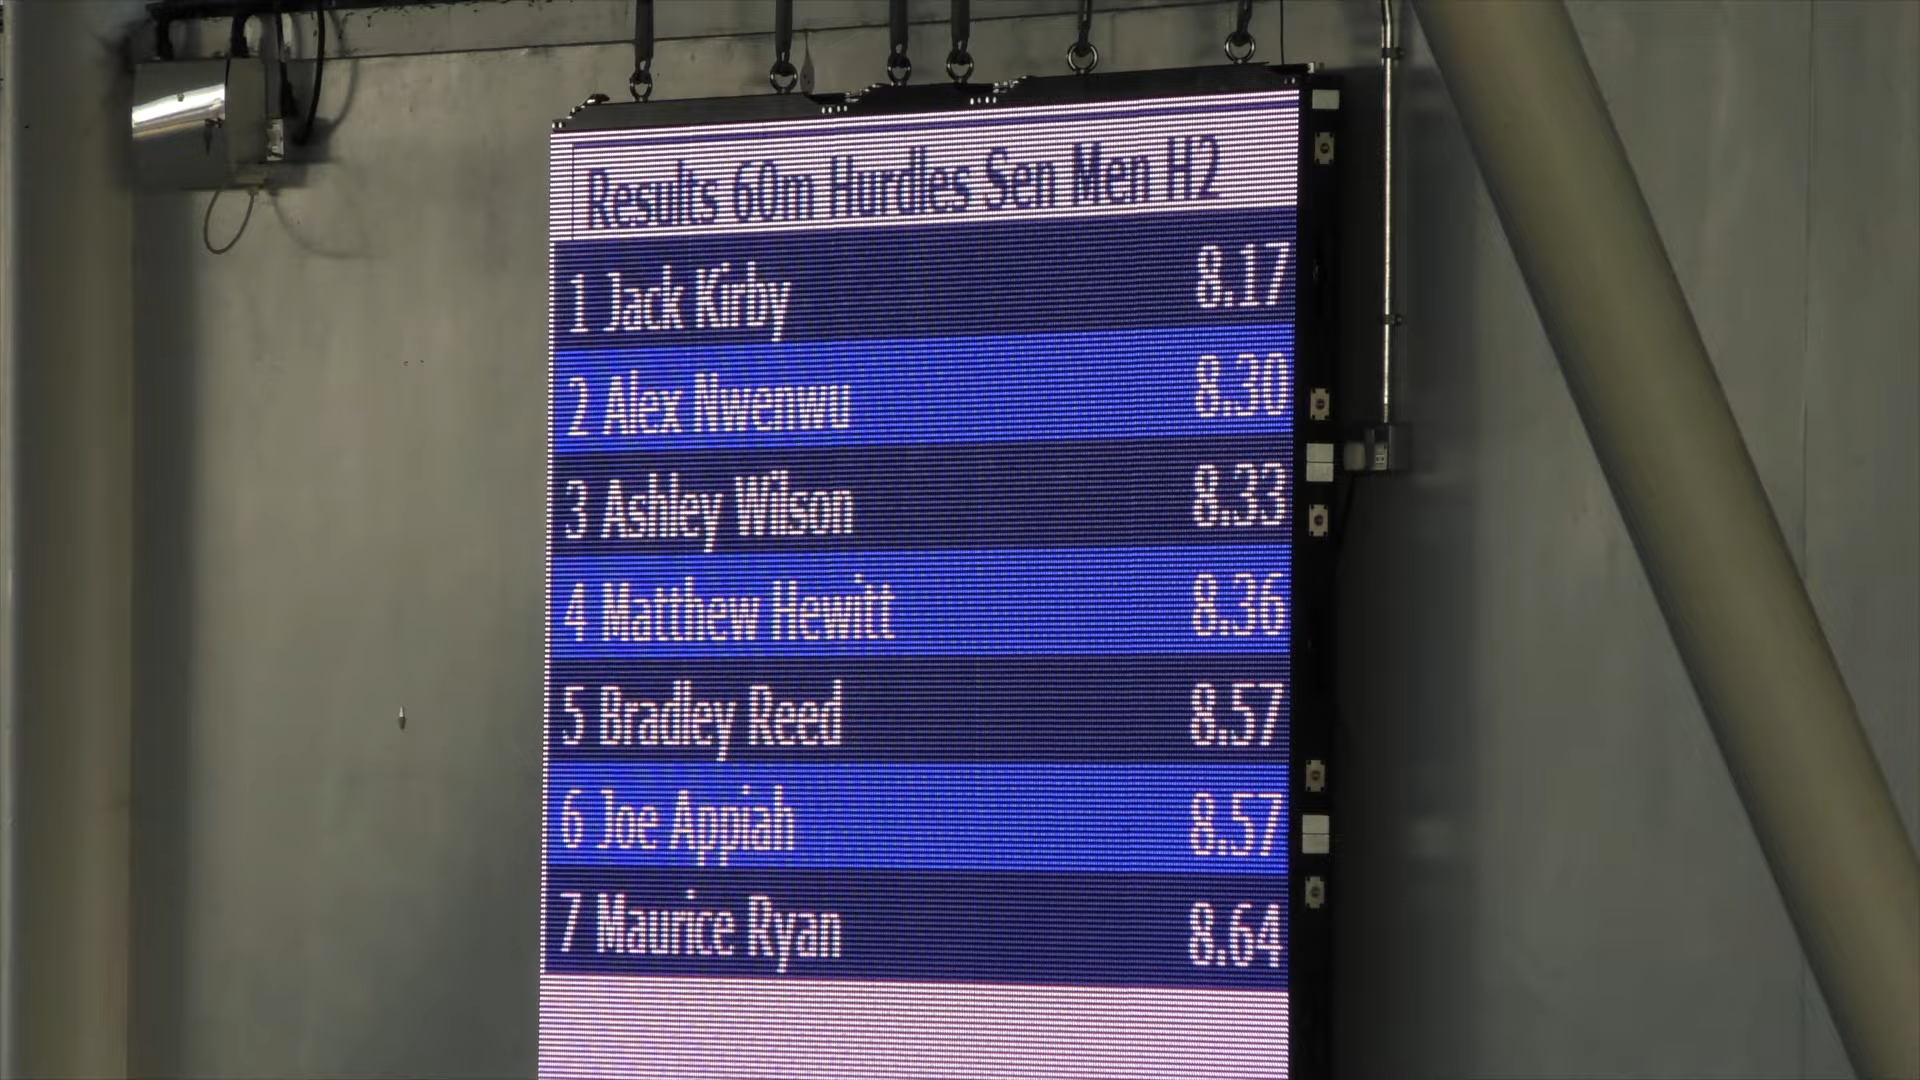 Results 60m Hurdles Sen Men H2
1 Jack Kirby 8.17
2 Alex Nwenwu 8.30
3 Ashley Wilson 8.33
4 Matthew Hewitt 8.36
5 Bradley Reed 8.57
6 Joe Appiah 8.57
7 Maurice Ryan 8.64